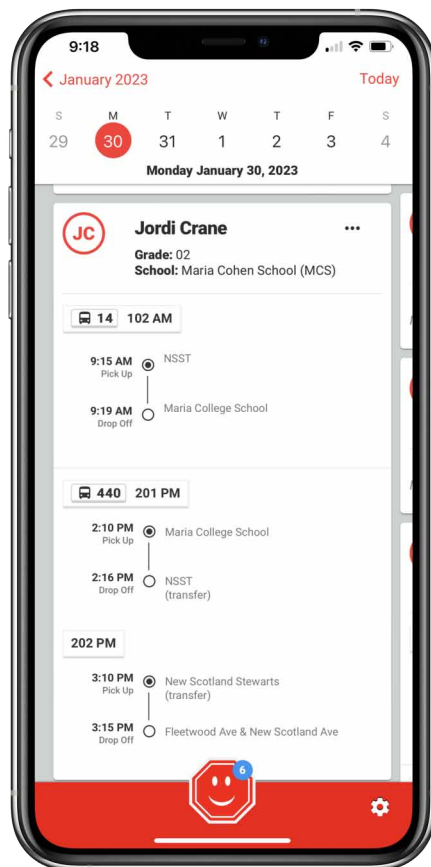 9:18
January 2023
Today
S M T W T F S
29 30 31 1 2 3 4
Monday January 30, 2023
JC
Jordi Crane
Grade: 02
School: Maria Cohen School (MCS)
14 102 AM
9:15 AM NSST
Pick Up
9:19 AM Maria College School
Drop Off
440 201 PM
2:10 PM Maria College School
Pick Up
2:16 PM NSST
Drop Off (transfer)
202 PM
3:10 PM New Scotland Stewarts
Pick Up (transfer)
3:15 PM Fleetwood Ave & New Scotland Ave
Drop Off
6